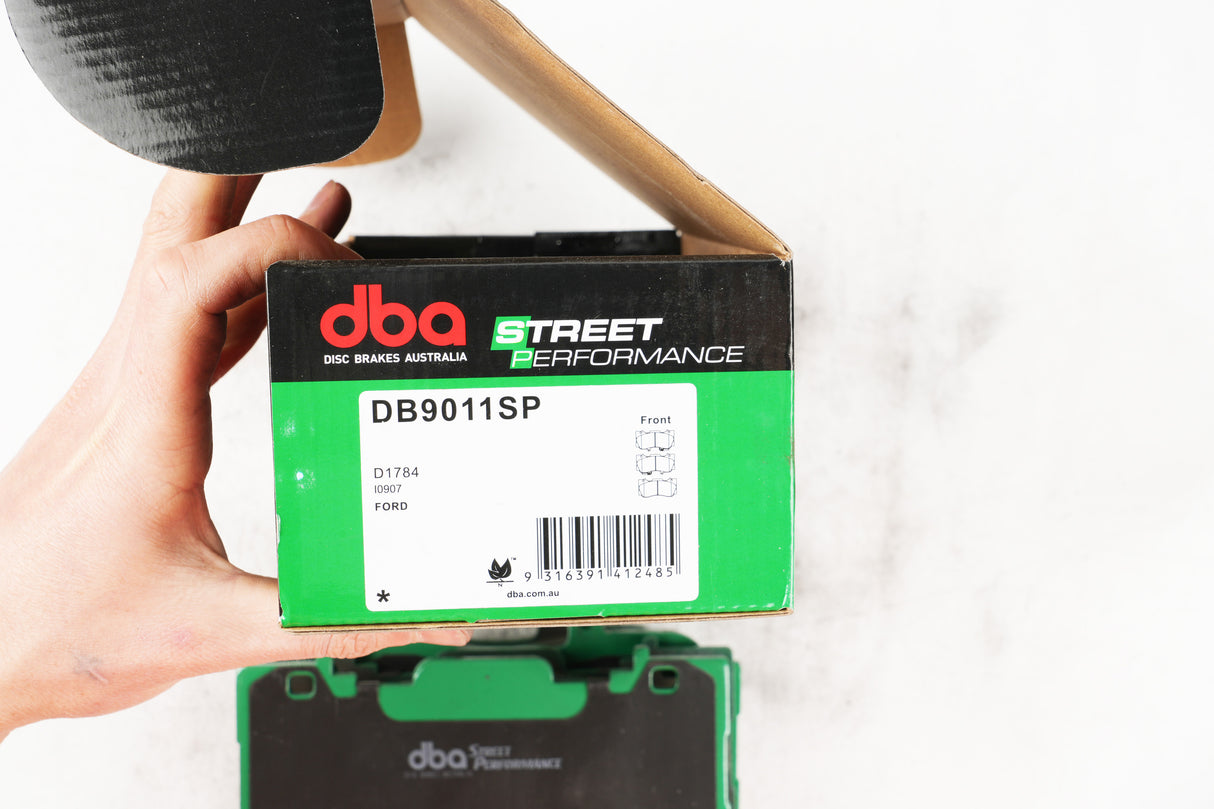 dba
DISC BRAKES AUSTRALIA
STREET
PERFORMANCE
DB9011SP
Front
D1784
I0907
FORD
N
™
9 316391 412485
*
dba.com.au
dba STREET
PERFORMANCE